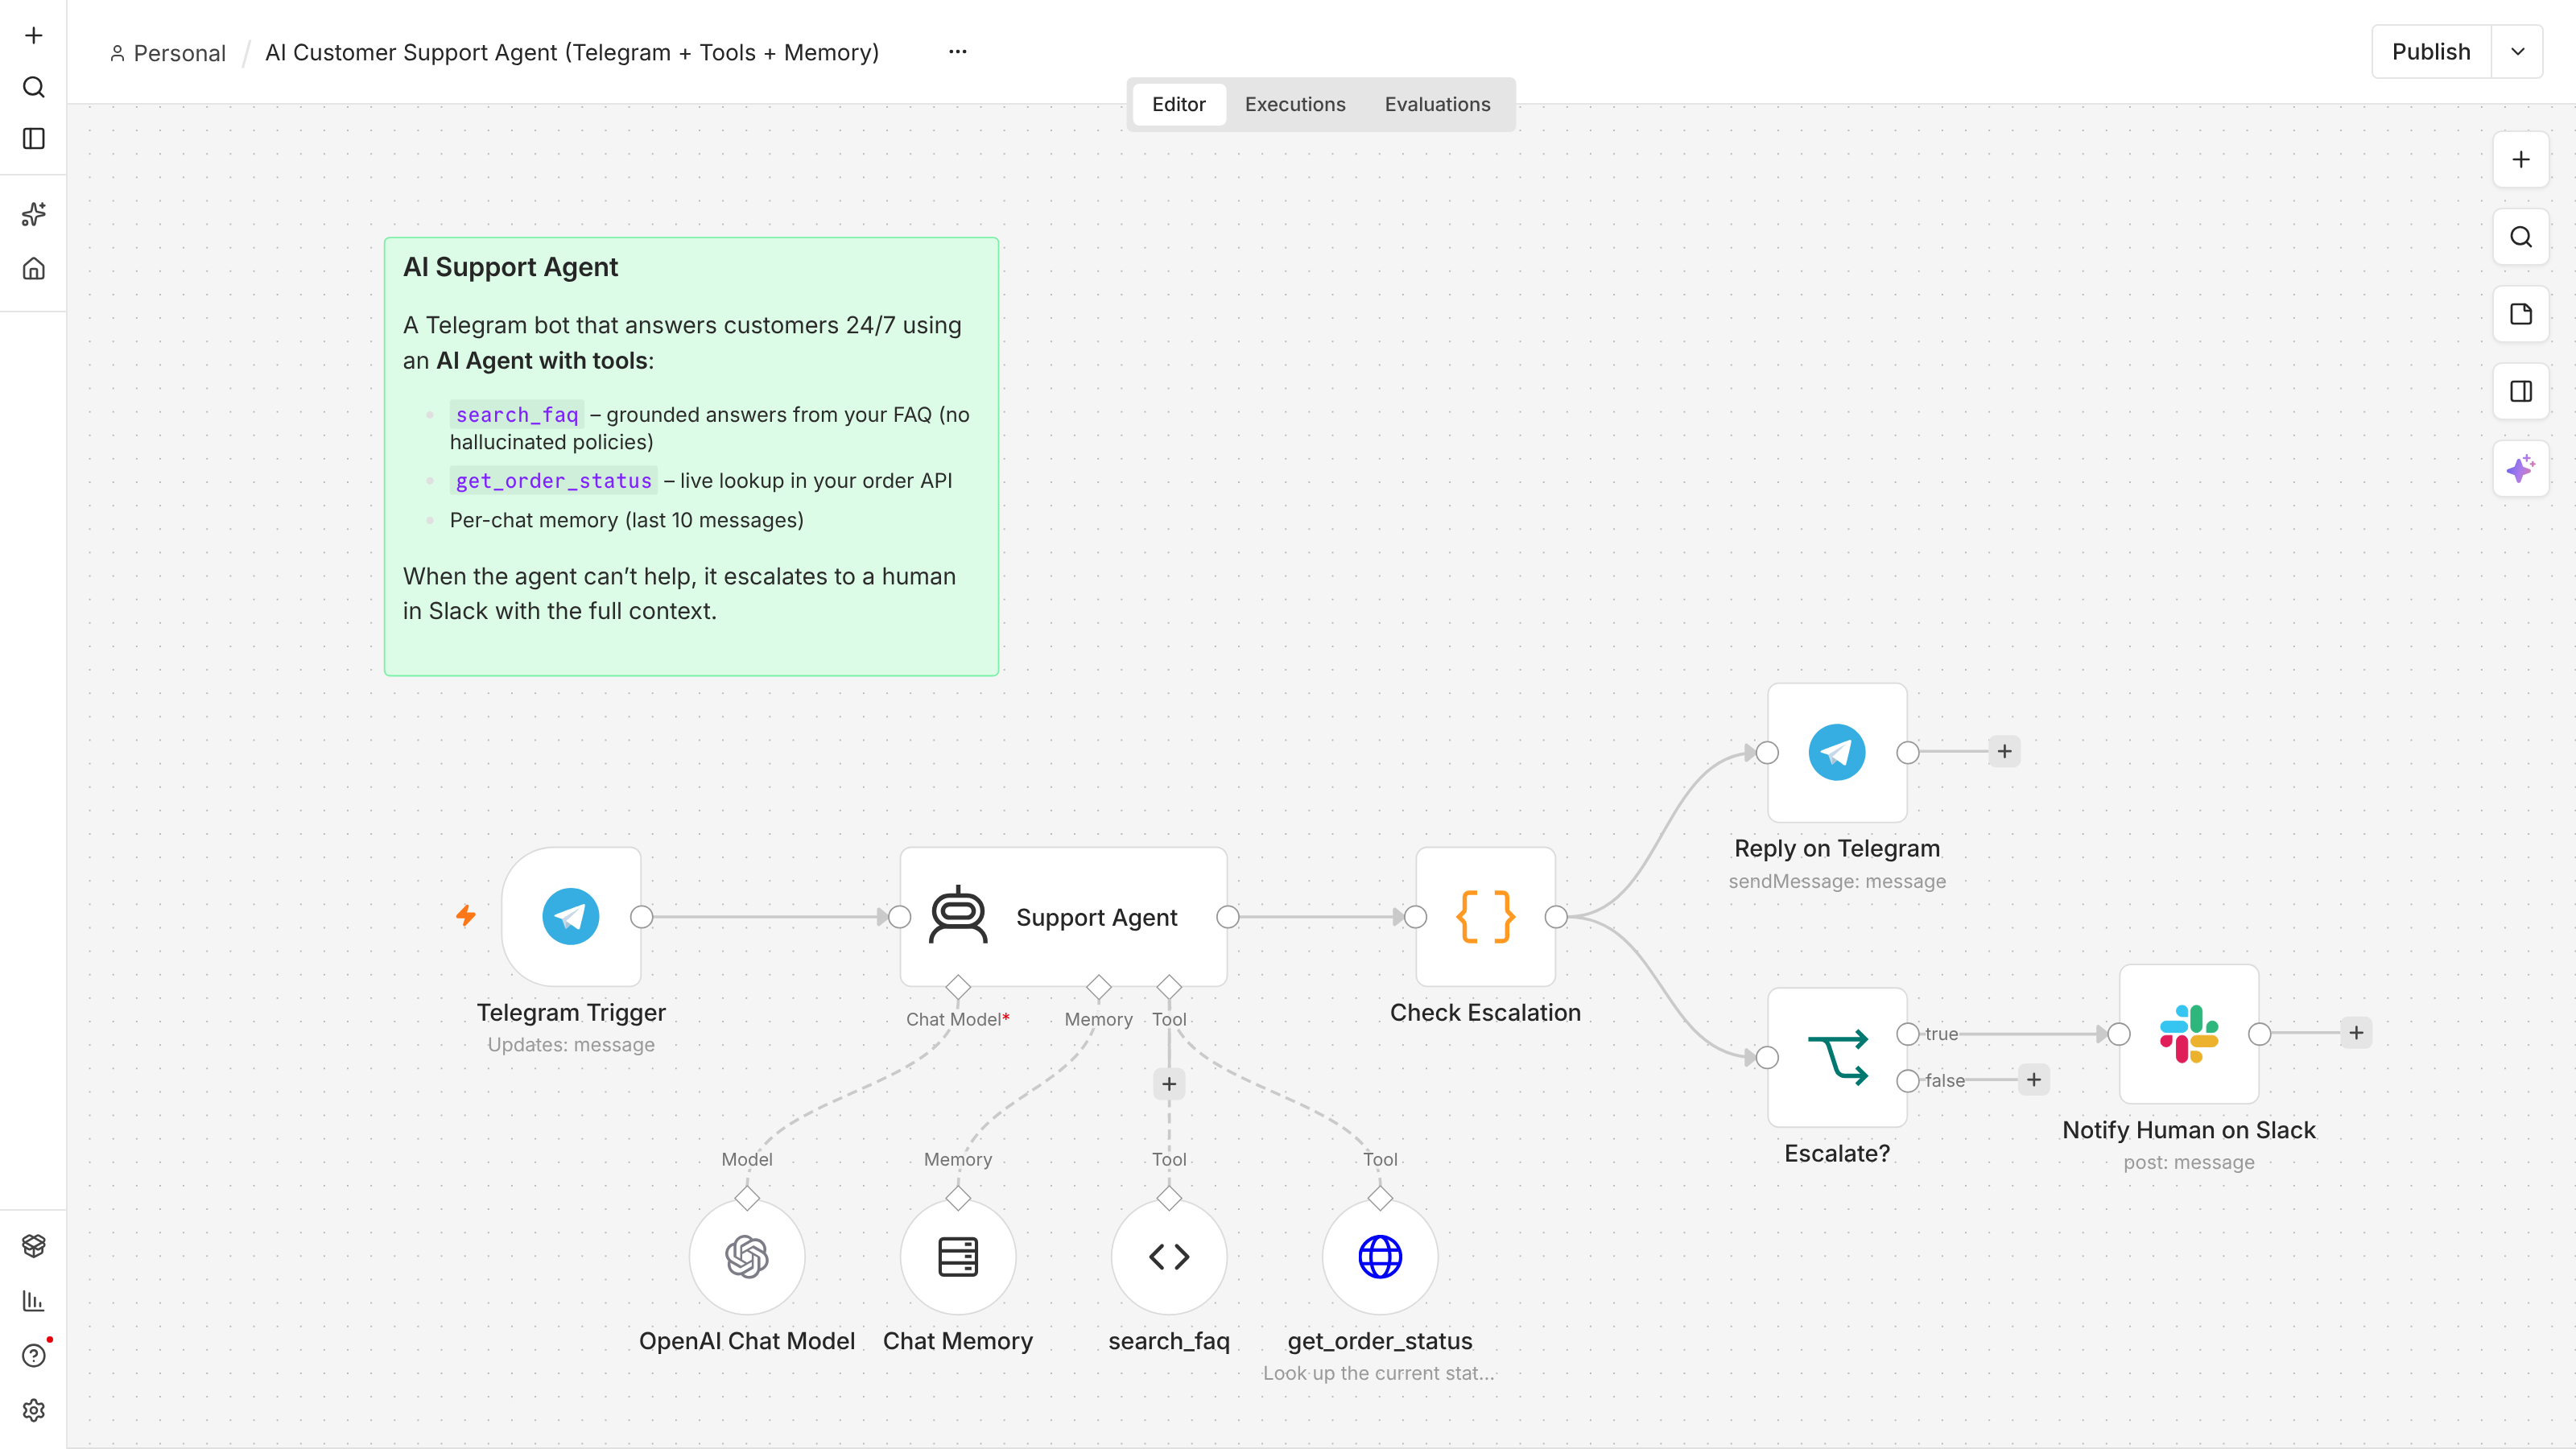 Personal / AI Customer Support Agent (Telegram + Tools + Memory) ...
Publish
Editor Executions Evaluations
AI Support Agent
A Telegram bot that answers customers 24/7 using
an AI Agent with tools:
search_faq – grounded answers from your FAQ (no
hallucinated policies)
get_order_status – live lookup in your order API
Per-chat memory (last 10 messages)
When the agent can’t help, it escalates to a human
in Slack with the full context.
Reply on Telegram
sendMessage: message
Support Agent
Telegram Trigger
Updates: message
Chat Model* Memory Tool
Check Escalation
true
false
Escalate?
Notify Human on Slack
post: message
Model Memory Tool Tool
OpenAI Chat Model Chat Memory search_faq get_order_status
Look up the current stat...